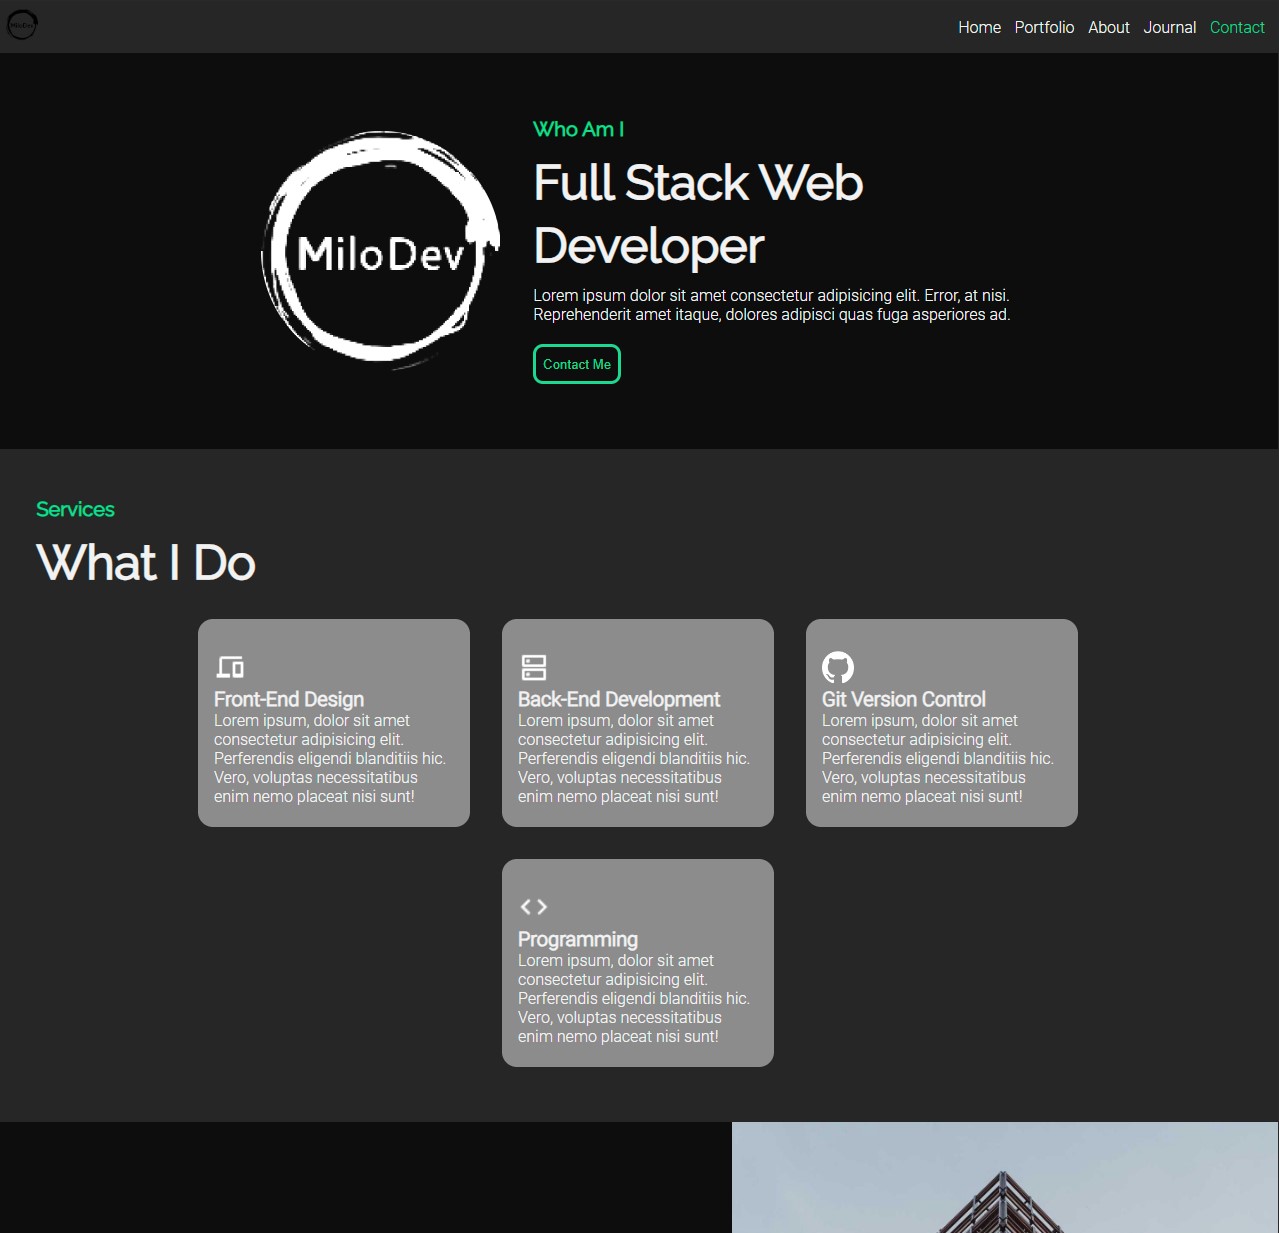 MiloDev
Home Portfolio About Journal Contact
MiloDev
Who Am I
Full Stack Web
Developer
Lorem ipsum dolor sit amet consectetur adipisicing elit. Error, at nisi.
Reprehenderit amet itaque, dolores adipisci quas fuga asperiores ad.
Contact Me
Services
What I Do
Front-End Design
Lorem ipsum, dolor sit amet
consectetur adipisicing elit.
Perferendis eligendi blanditiis hic.
Vero, voluptas necessitatibus
enim nemo placeat nisi sunt!
Back-End Development
Lorem ipsum, dolor sit amet
consectetur adipisicing elit.
Perferendis eligendi blanditiis hic.
Vero, voluptas necessitatibus
enim nemo placeat nisi sunt!
Git Version Control
Lorem ipsum, dolor sit amet
consectetur adipisicing elit.
Perferendis eligendi blanditiis hic.
Vero, voluptas necessitatibus
enim nemo placeat nisi sunt!
Programming
Lorem ipsum, dolor sit amet
consectetur adipisicing elit.
Perferendis eligendi blanditiis hic.
Vero, voluptas necessitatibus
enim nemo placeat nisi sunt!